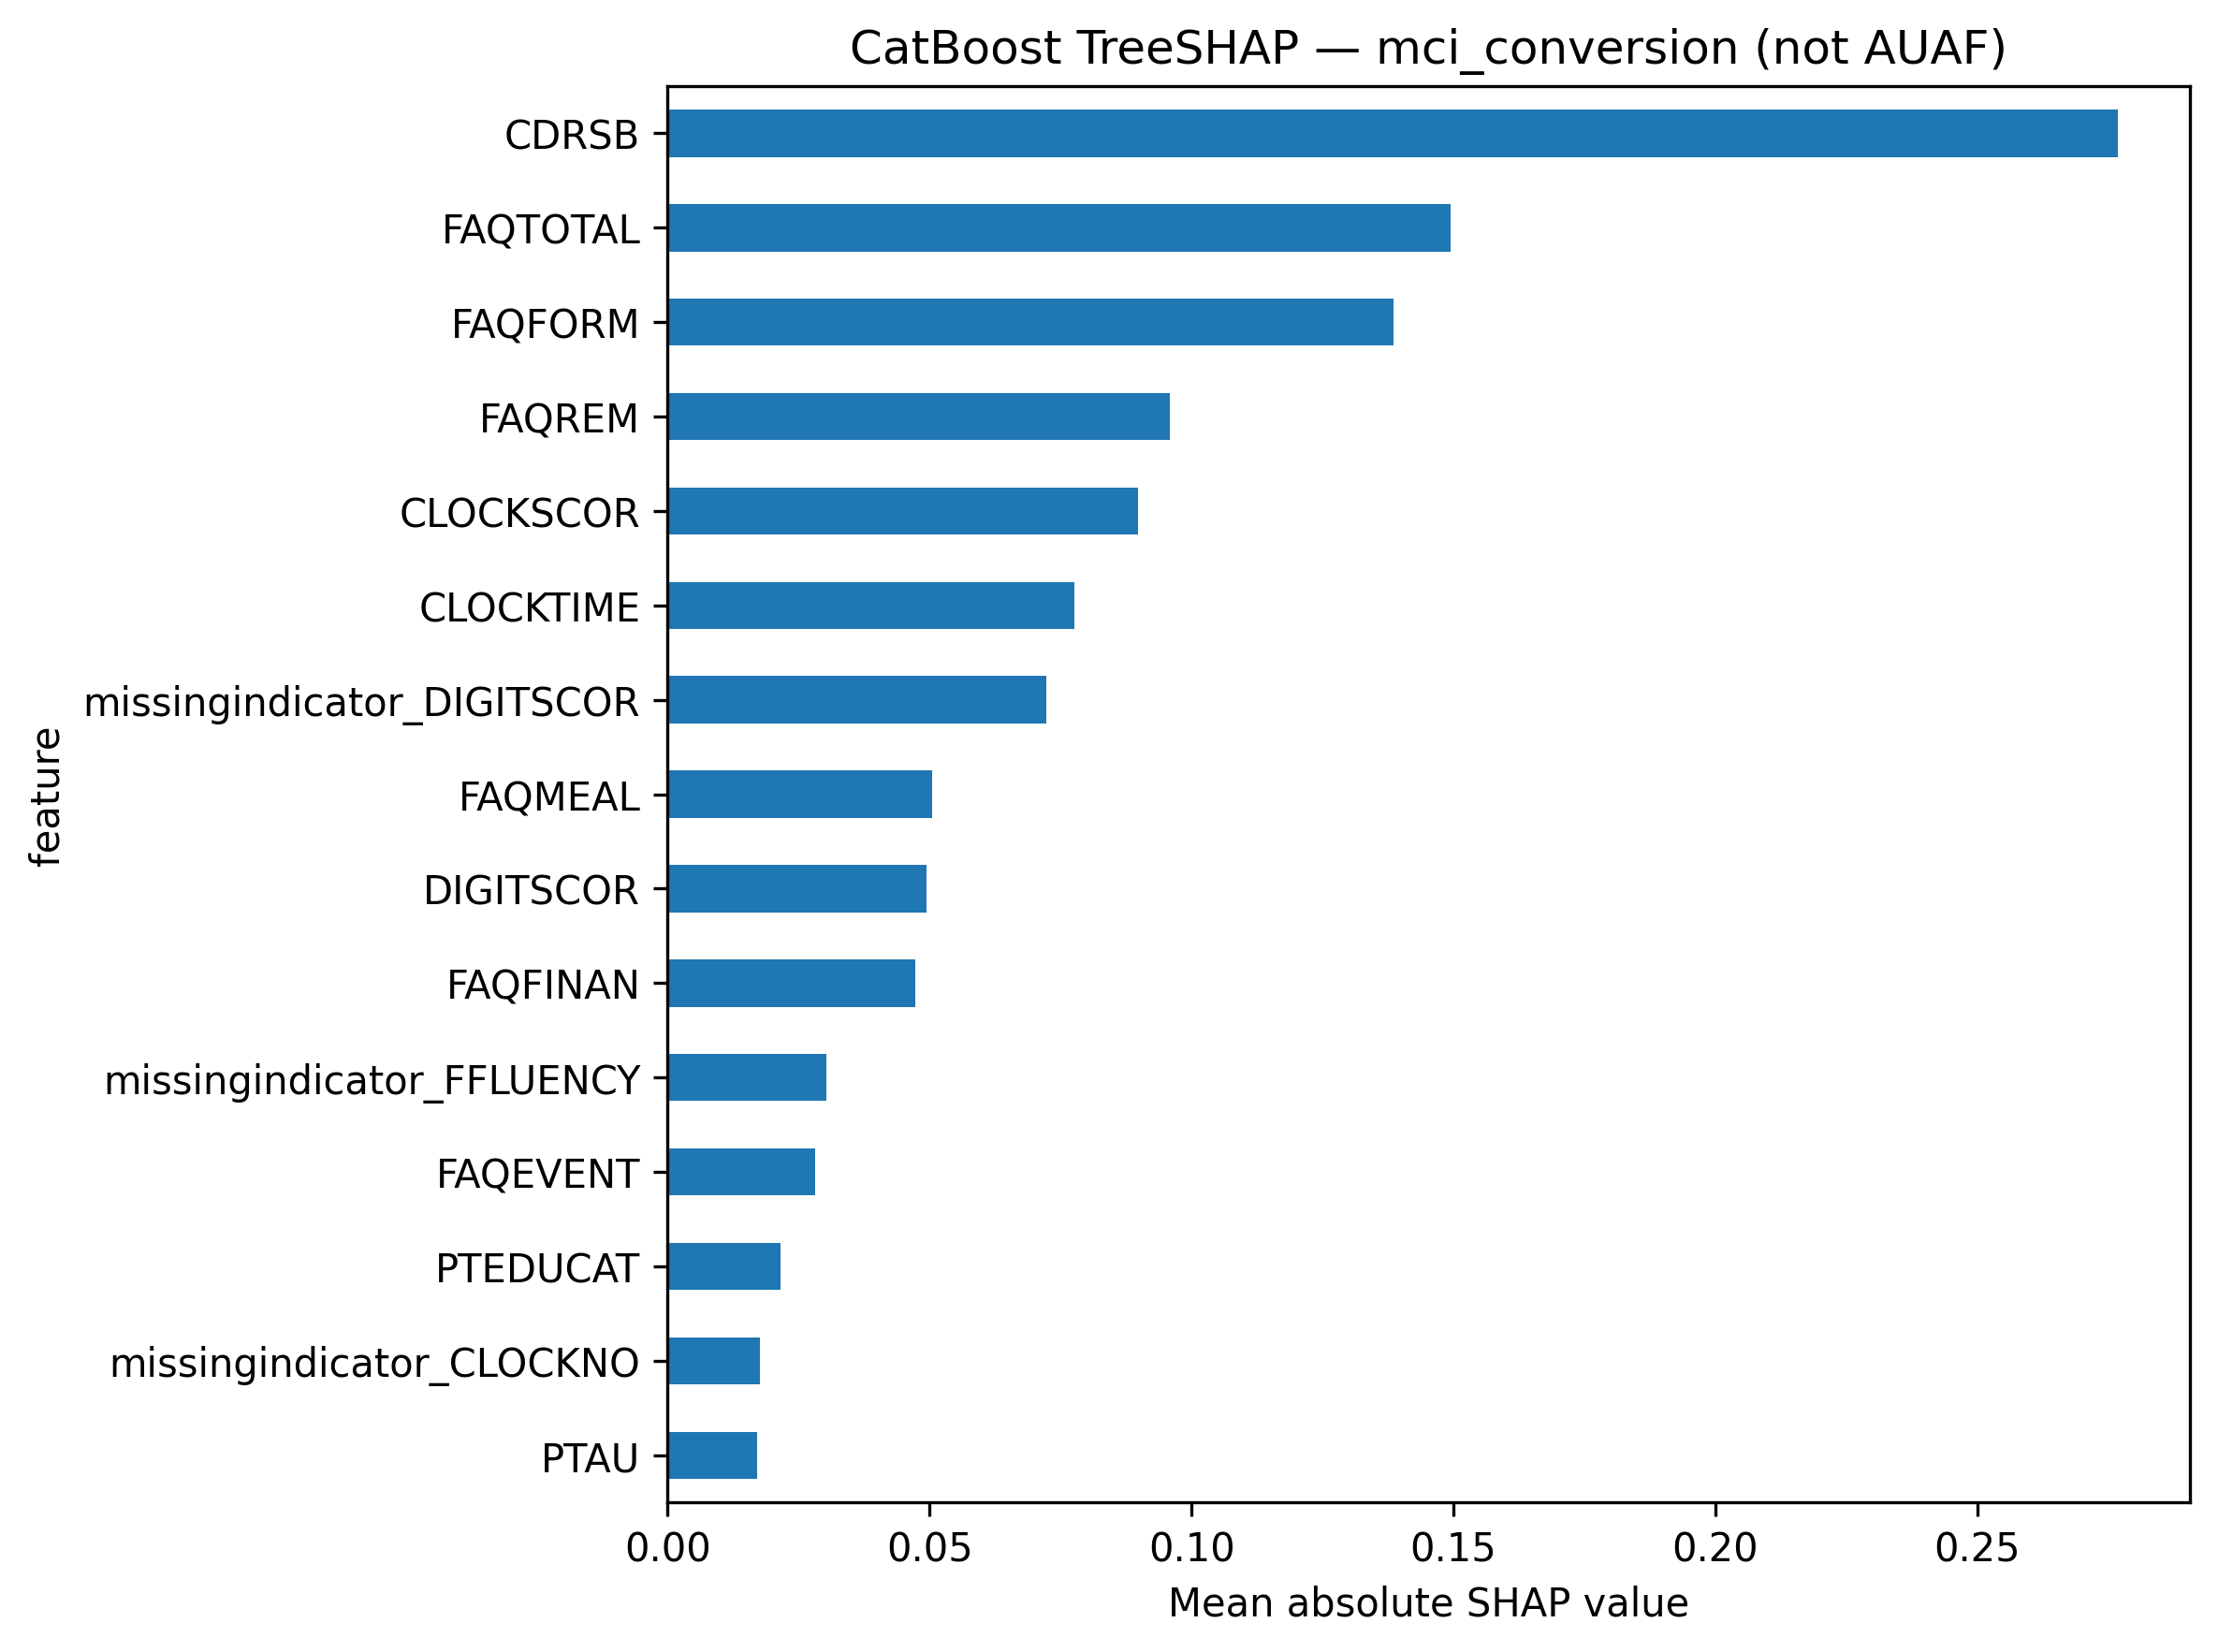 CatBoost TreeSHAP — mci_conversion (not AUAF)
CDRSB
FAQTOTAL
FAQFORM
FAQREM
CLOCKSCOR
CLOCKTIME
missingindicator_DIGITSCOR
FAQMEAL
DIGITSCOR
FAQFINAN
missingindicator_FFLUENCY
FAQEVENT
PTEDUCAT
missingindicator_CLOCKNO
PTAU
feature
0.00 0.05 0.10 0.15 0.20 0.25
Mean absolute SHAP value